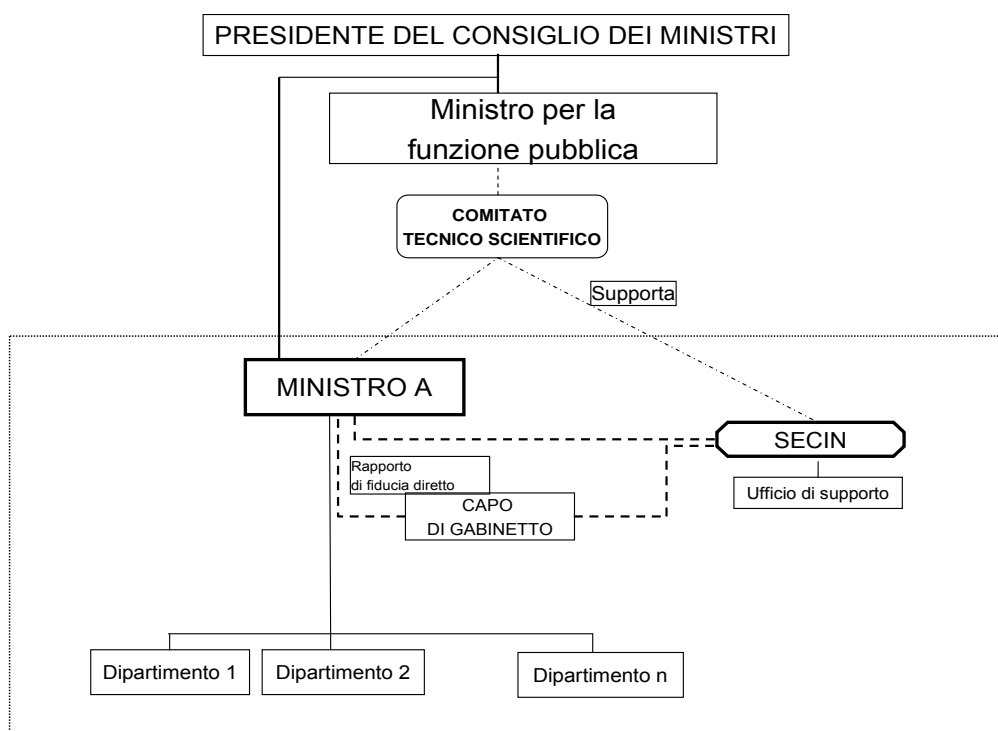 PRESIDENTE DEL CONSIGLIO DEI MINISTRI
Ministro per la
funzione pubblica
COMITATO
TECNICO SCIENTIFICO
Supporta
MINISTRO A
SECIN
Rapporto
di fiducia diretto
Ufficio di supporto
CAPO
DI GABINETTO
Dipartimento 1
Dipartimento 2
Dipartimento n